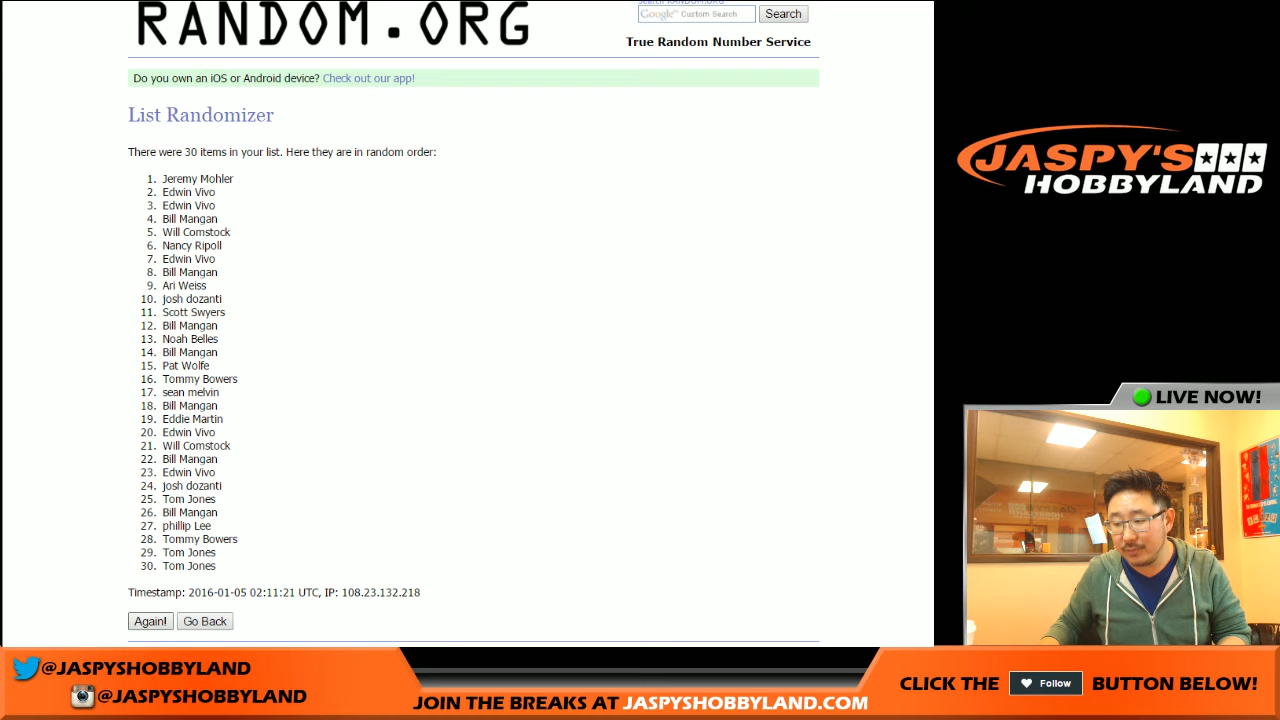 Search RANDOM.ORG
RANDOM.ORG
Google™ Custom Search Search
True Random Number Service
Do you own an iOS or Android device? Check out our app!
List Randomizer
There were 30 items in your list. Here they are in random order:
1. Jeremy Mohler
2. Edwin Vivo
3. Edwin Vivo
4. Bill Mangan
5. Will Comstock
6. Nancy Ripoll
7. Edwin Vivo
8. Bill Mangan
9. Ari Weiss
10. josh dozanti
11. Scott Swyers
12. Bill Mangan
13. Noah Belles
14. Bill Mangan
15. Pat Wolfe
16. Tommy Bowers
17. sean melvin
18. Bill Mangan
19. Eddie Martin
20. Edwin Vivo
21. Will Comstock
22. Bill Mangan
23. Edwin Vivo
24. josh dozanti
25. Tom Jones
26. Bill Mangan
27. phillip Lee
28. Tommy Bowers
29. Tom Jones
30. Tom Jones
Timestamp: 2016-01-05 02:11:21 UTC, IP: 108.23.132.218
Again! Go Back
JASPY'S
HOBBYLAND
LIVE NOW!
@JASPYSHOBBYLAND
@JASPYSHOBBYLAND
JOIN THE BREAKS AT JASPYSHOBBYLAND.COM
CLICK THE Follow BUTTON BELOW!